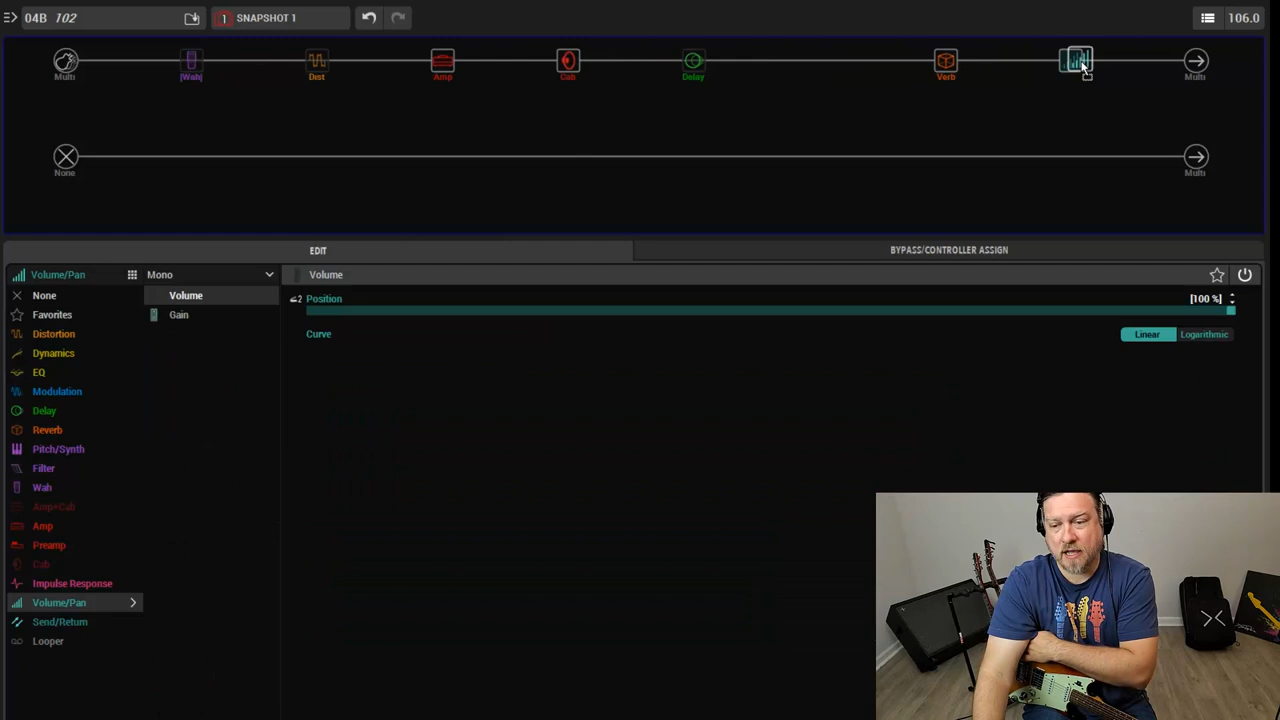 04B 102
1 SNAPSHOT 1
106.0
Multi
[Wah]
Dist
Amp
Cab
Delay
Verb
Multi
None
Multi
EDIT
BYPASS/CONTROLLER ASSIGN
Volume/Pan
Mono
Volume
None
Volume
2 Position
[100 %]
Favorites
Gain
Distortion
Curve
Linear
Logarithmic
Dynamics
EQ
Modulation
Delay
Reverb
Pitch/Synth
Filter
Wah
Amp+Cab
Amp
Preamp
Cab
Impulse Response
Volume/Pan
Send/Return
Looper